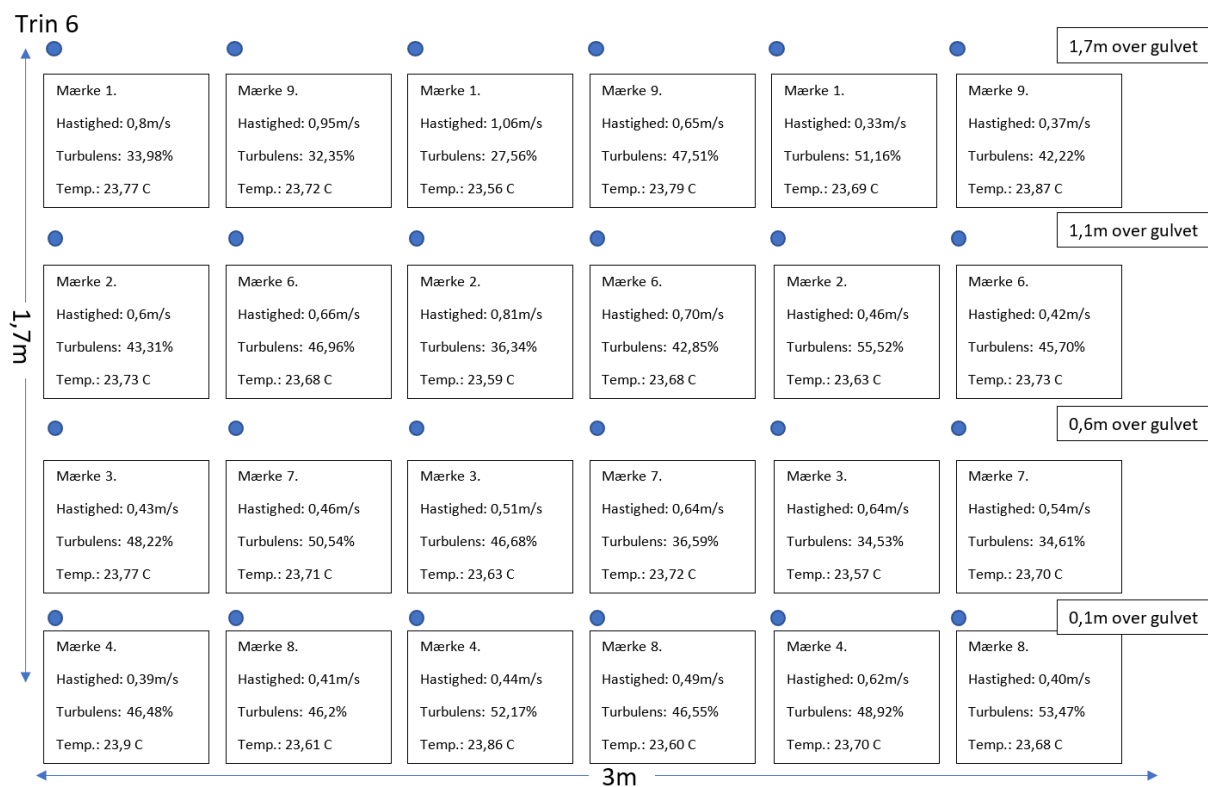 Trin 6
1,7m over gulvet
Mærke 1.
Hastighed: 0,8m/s
Turbulens: 33,98%
Temp.: 23,77 C
Mærke 9.
Hastighed: 0,95m/s
Turbulens: 32,35%
Temp.: 23,72 C
Mærke 1.
Hastighed: 1,06m/s
Turbulens: 27,56%
Temp.: 23,56 C
Mærke 9.
Hastighed: 0,65m/s
Turbulens: 47,51%
Temp.: 23,79 C
Mærke 1.
Hastighed: 0,33m/s
Turbulens: 51,16%
Temp.: 23,69 C
Mærke 9.
Hastighed: 0,37m/s
Turbulens: 42,22%
Temp.: 23,87 C
1,1m over gulvet
Mærke 2.
Hastighed: 0,6m/s
Turbulens: 43,31%
Temp.: 23,73 C
Mærke 6.
Hastighed: 0,66m/s
Turbulens: 46,96%
Temp.: 23,68 C
Mærke 2.
Hastighed: 0,81m/s
Turbulens: 36,34%
Temp.: 23,59 C
Mærke 6.
Hastighed: 0,70m/s
Turbulens: 42,85%
Temp.: 23,68 C
Mærke 2.
Hastighed: 0,46m/s
Turbulens: 55,52%
Temp.: 23,63 C
Mærke 6.
Hastighed: 0,42m/s
Turbulens: 45,70%
Temp.: 23,73 C
1,7m
0,6m over gulvet
Mærke 3.
Hastighed: 0,43m/s
Turbulens: 48,22%
Temp.: 23,77 C
Mærke 7.
Hastighed: 0,46m/s
Turbulens: 50,54%
Temp.: 23,71 C
Mærke 3.
Hastighed: 0,51m/s
Turbulens: 46,68%
Temp.: 23,63 C
Mærke 7.
Hastighed: 0,64m/s
Turbulens: 36,59%
Temp.: 23,72 C
Mærke 3.
Hastighed: 0,64m/s
Turbulens: 34,53%
Temp.: 23,57 C
Mærke 7.
Hastighed: 0,54m/s
Turbulens: 34,61%
Temp.: 23,70 C
0,1m over gulvet
Mærke 4.
Hastighed: 0,39m/s
Turbulens: 46,48%
Temp.: 23,9 C
Mærke 8.
Hastighed: 0,41m/s
Turbulens: 46,2%
Temp.: 23,61 C
Mærke 4.
Hastighed: 0,44m/s
Turbulens: 52,17%
Temp.: 23,86 C
Mærke 8.
Hastighed: 0,49m/s
Turbulens: 46,55%
Temp.: 23,60 C
Mærke 4.
Hastighed: 0,62m/s
Turbulens: 48,92%
Temp.: 23,70 C
Mærke 8.
Hastighed: 0,40m/s
Turbulens: 53,47%
Temp.: 23,68 C
3m